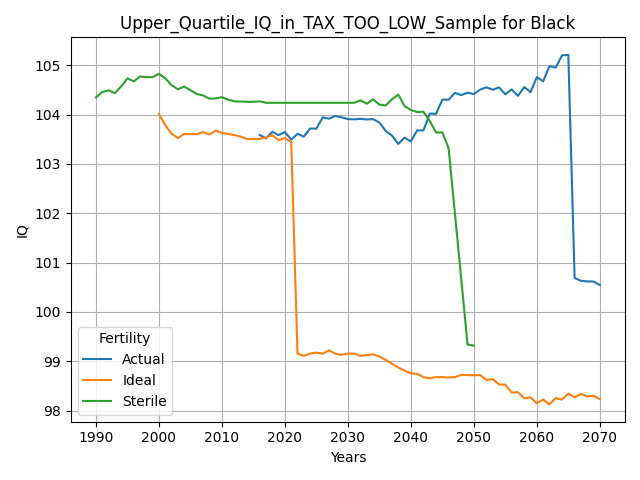 Upper_Quartile_IQ_in_TAX_TOO_LOW_Sample for Black
105
104
103
102
101
100
99
98
IQ
Fertility
Actual
Ideal
Sterile
1990 2000 2010 2020 2030 2040 2050 2060 2070
Years